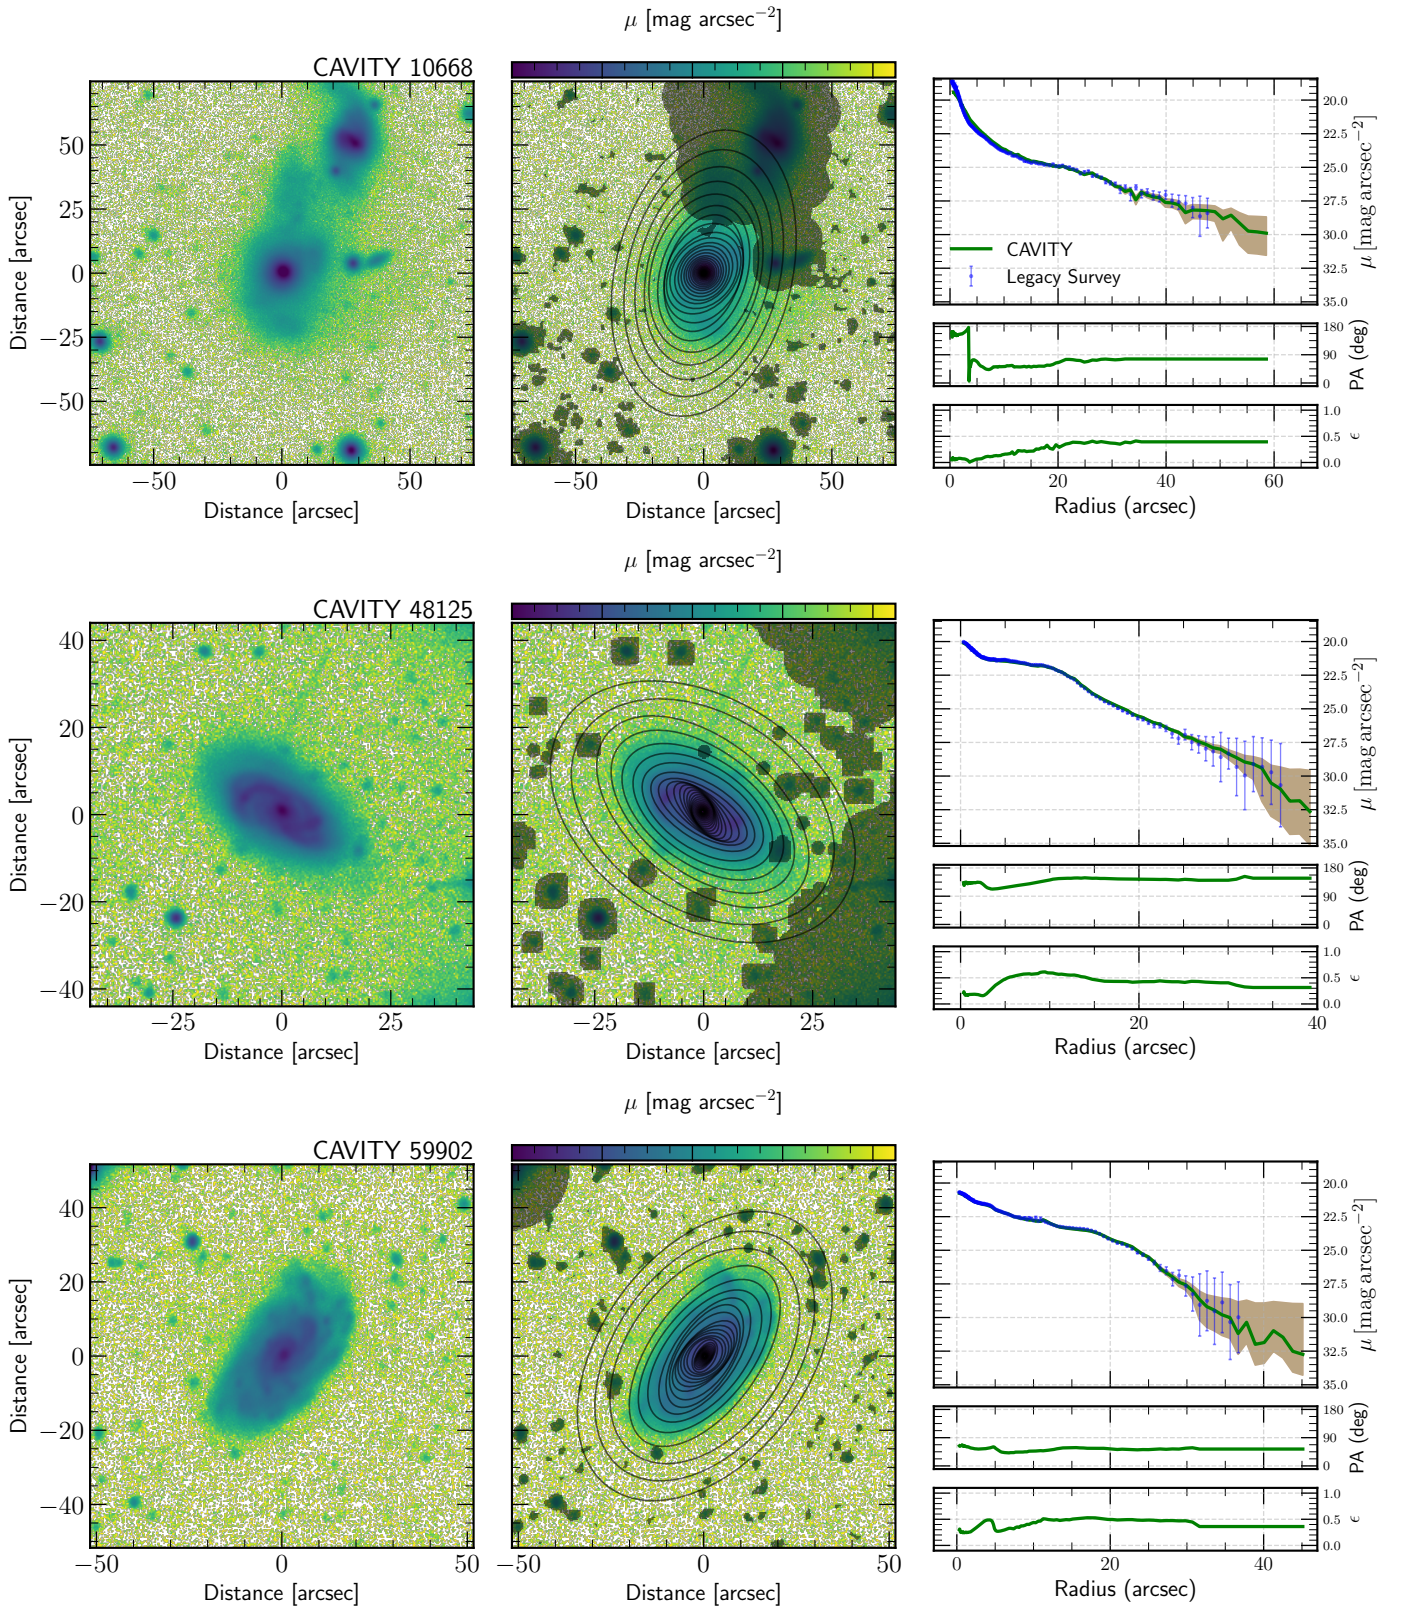 μ [mag arcsec−2]
CAVITY 10668
Distance [arcsec]
50
25
0
−25
−50
−50 0 50
Distance [arcsec]
−50 0 50
Distance [arcsec]
20.0
22.5
25.0
27.5
30.0
32.5
35.0
μ [mag arcsec−2]
CAVITY
Legacy Survey
180
90
0
PA (deg)
1.0
0.5
0.0
ϵ
0 20 40 60
Radius (arcsec)
μ [mag arcsec−2]
CAVITY 48125
Distance [arcsec]
40
20
0
−20
−40
−25 0 25
Distance [arcsec]
−25 0 25
Distance [arcsec]
20.0
22.5
25.0
27.5
30.0
32.5
35.0
μ [mag arcsec−2]
180
90
0
PA (deg)
1.0
0.5
0.0
ϵ
0 20 40
Radius (arcsec)
μ [mag arcsec−2]
CAVITY 59902
Distance [arcsec]
40
20
0
−20
−40
−50 0 50
Distance [arcsec]
−50 0 50
Distance [arcsec]
20.0
22.5
25.0
27.5
30.0
32.5
35.0
μ [mag arcsec−2]
180
90
0
PA (deg)
1.0
0.5
0.0
ϵ
0 20 40
Radius (arcsec)